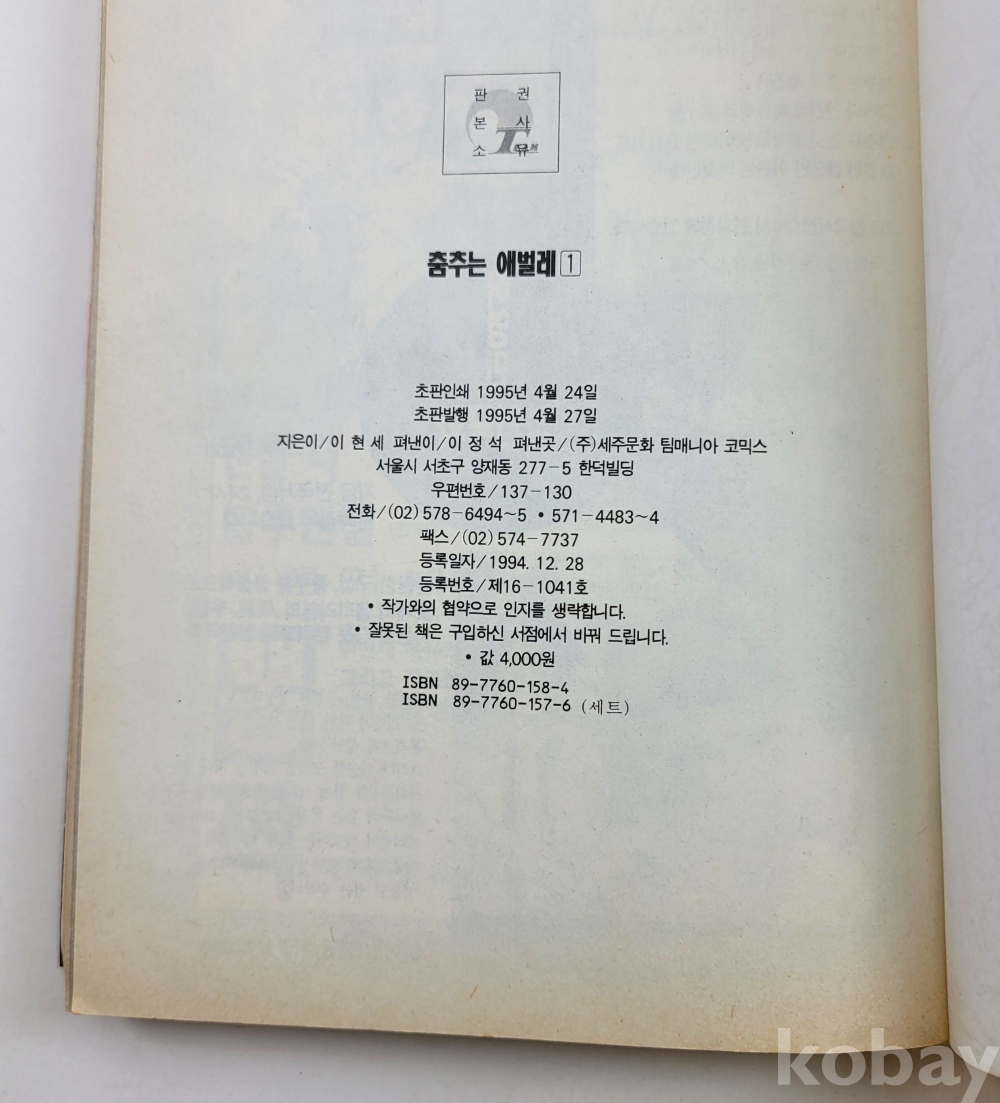 판 권
본 사
소 유
춤추는 애벌레 1
초판인쇄 1995년 4월 24일
초판발행 1995년 4월 27일
지은이/이 현 세 펴낸이/이 정 석 펴낸곳/(주)세주문화 팀매니아 코믹스
서울시 서초구 양재동 277-5 한덕빌딩
우편번호/137-130
전화/(02)578-6494~5 • 571-4483~4
팩스/(02)574-7737
등록일자/1994. 12. 28
등록번호/제16-1041호
• 작가와의 협약으로 인지를 생략합니다.
• 잘못된 책은 구입하신 서점에서 바꿔 드립니다.
• 값 4,000원
ISBN 89-7760-158-4
ISBN 89-7760-157-6 (세트)
kobay